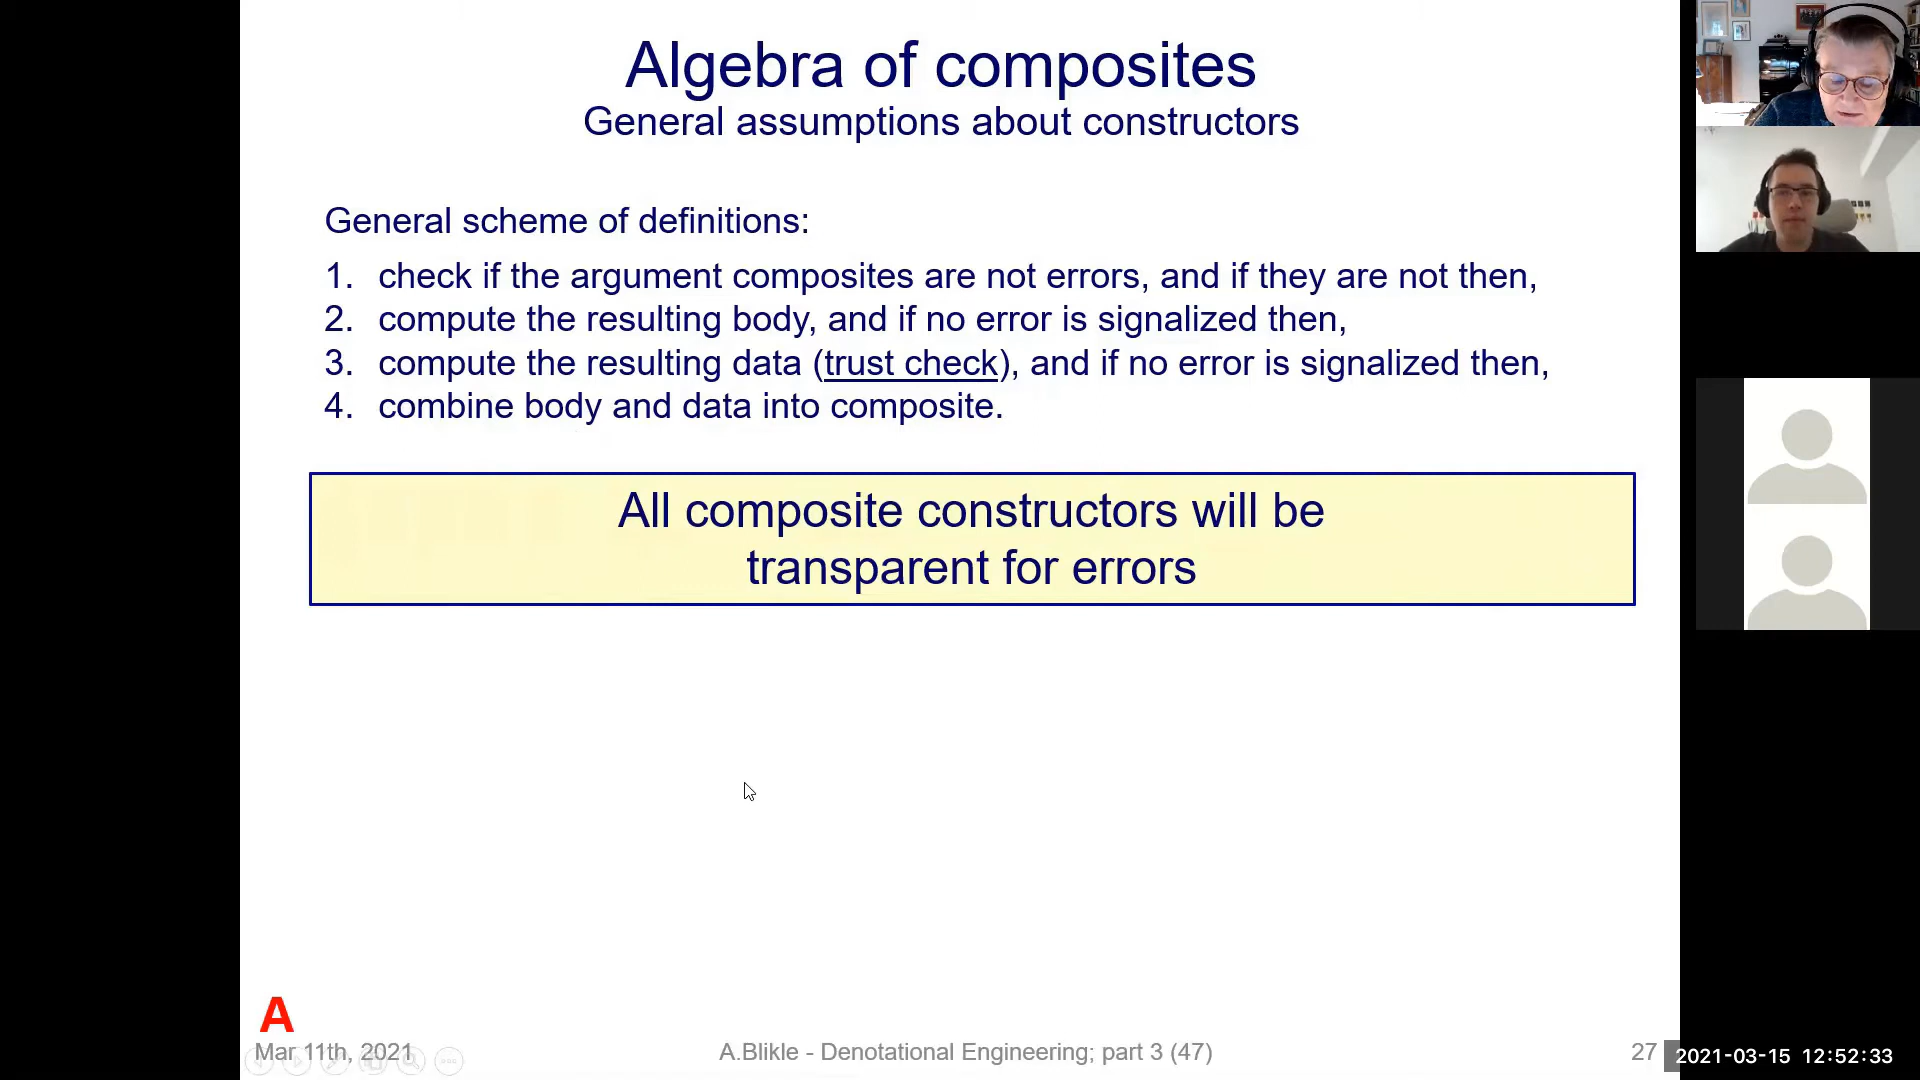 Algebra of composites
General assumptions about constructors
General scheme of definitions:
1. check if the argument composites are not errors, and if they are not then,
2. compute the resulting body, and if no error is signalized then,
3. compute the resulting data (trust check), and if no error is signalized then,
4. combine body and data into composite.
All composite constructors will be
transparent for errors
A
Mar 11th, 2021
A.Blikle - Denotational Engineering; part 3 (47)
27
2021-03-15 12:52:33